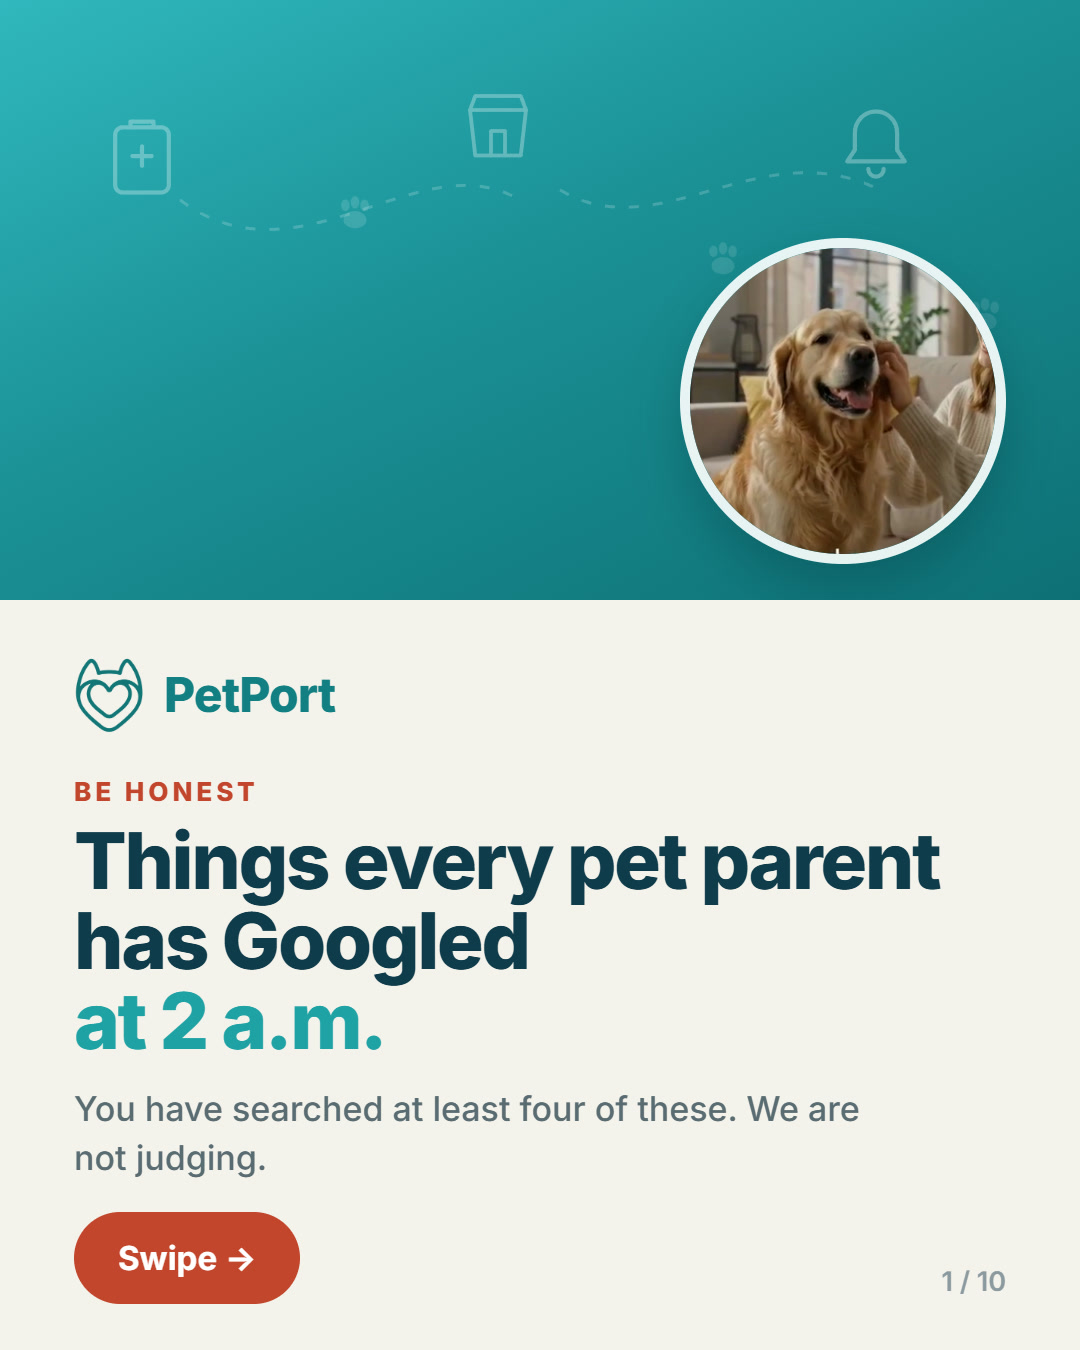 PetPort
BE HONEST
Things every pet parent
has Googled
at 2 a.m.
You have searched at least four of these. We are
not judging.
Swipe →
1 / 10